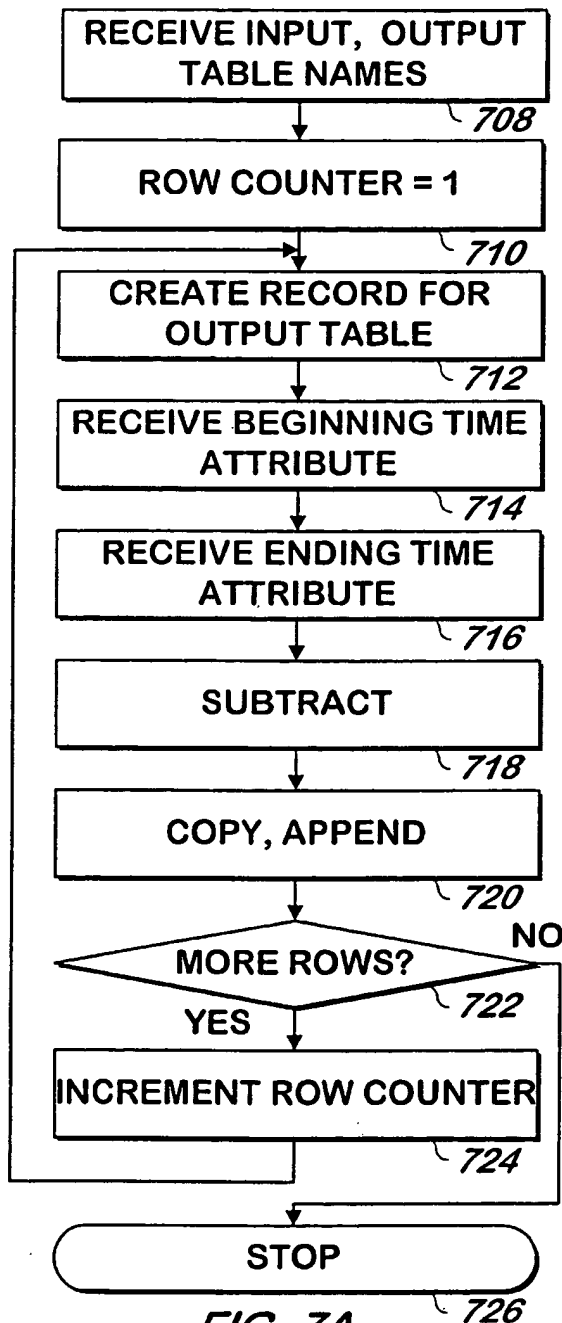 RECEIVE INPUT, OUTPUT
TABLE NAMES
708
ROW COUNTER = 1
710
CREATE RECORD FOR
OUTPUT TABLE
712
RECEIVE BEGINNING TIME
ATTRIBUTE
714
RECEIVE ENDING TIME
ATTRIBUTE
716
SUBTRACT
718
COPY, APPEND
720
MORE ROWS?
NO
722
YES
INCREMENT ROW COUNTER
724
STOP
726
FIG. 7A